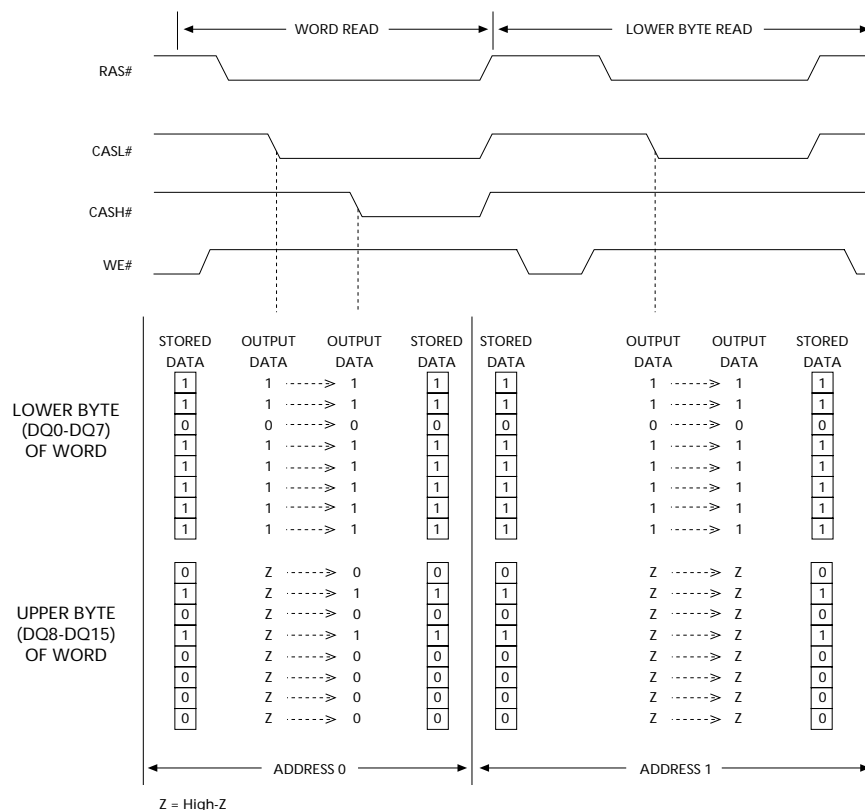 WORD READ LOWER BYTE READ
RAS#
CASL#
CASH#
WE#
STORED OUTPUT OUTPUT STORED STORED OUTPUT OUTPUT STORED
DATA DATA DATA DATA DATA DATA DATA DATA
LOWER BYTE
(DQ0-DQ7)
OF WORD
1 1 1 1 1 1 1 1
1 1 1 1 1 1 1 1
0 0 0 0 0 0 0 0
1 1 1 1 1 1 1 1
1 1 1 1 1 1 1 1
1 1 1 1 1 1 1 1
1 1 1 1 1 1 1 1
1 1 1 1 1 1 1 1
UPPER BYTE
(DQ8-DQ15)
OF WORD
0 Z 0 0 0 Z Z 0
1 Z 1 1 1 Z Z 1
0 Z 0 0 0 Z Z 0
1 Z 1 1 1 Z Z 1
0 Z 0 0 0 Z Z 0
0 Z 0 0 0 Z Z 0
0 Z 0 0 0 Z Z 0
0 Z 0 0 0 Z Z 0
ADDRESS 0 ADDRESS 1
Z = High-Z